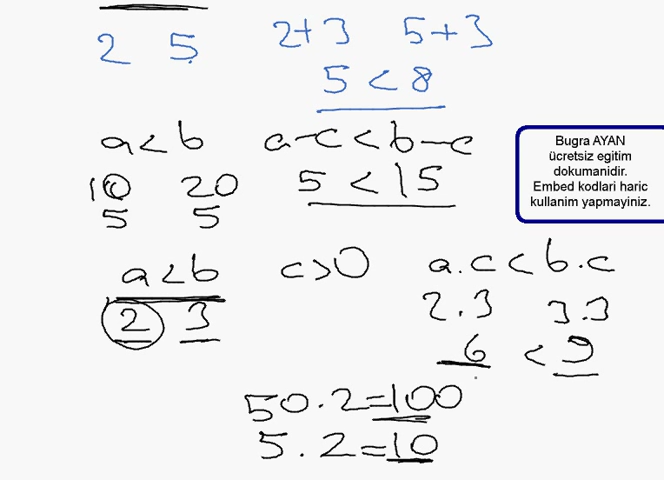 2 5 2+3 5+3
5 < 8
a<b a-c<b-c
10 20 5 < 15
5 5
Bugra AYAN
ücretsiz egitim
dokumanidir.
Embed kodlari haric
kullanim yapmayiniz.
a<b c>0 a.c<b.c
2 3 2.3 3.3
6 < 9
50.2=100
5.2=10